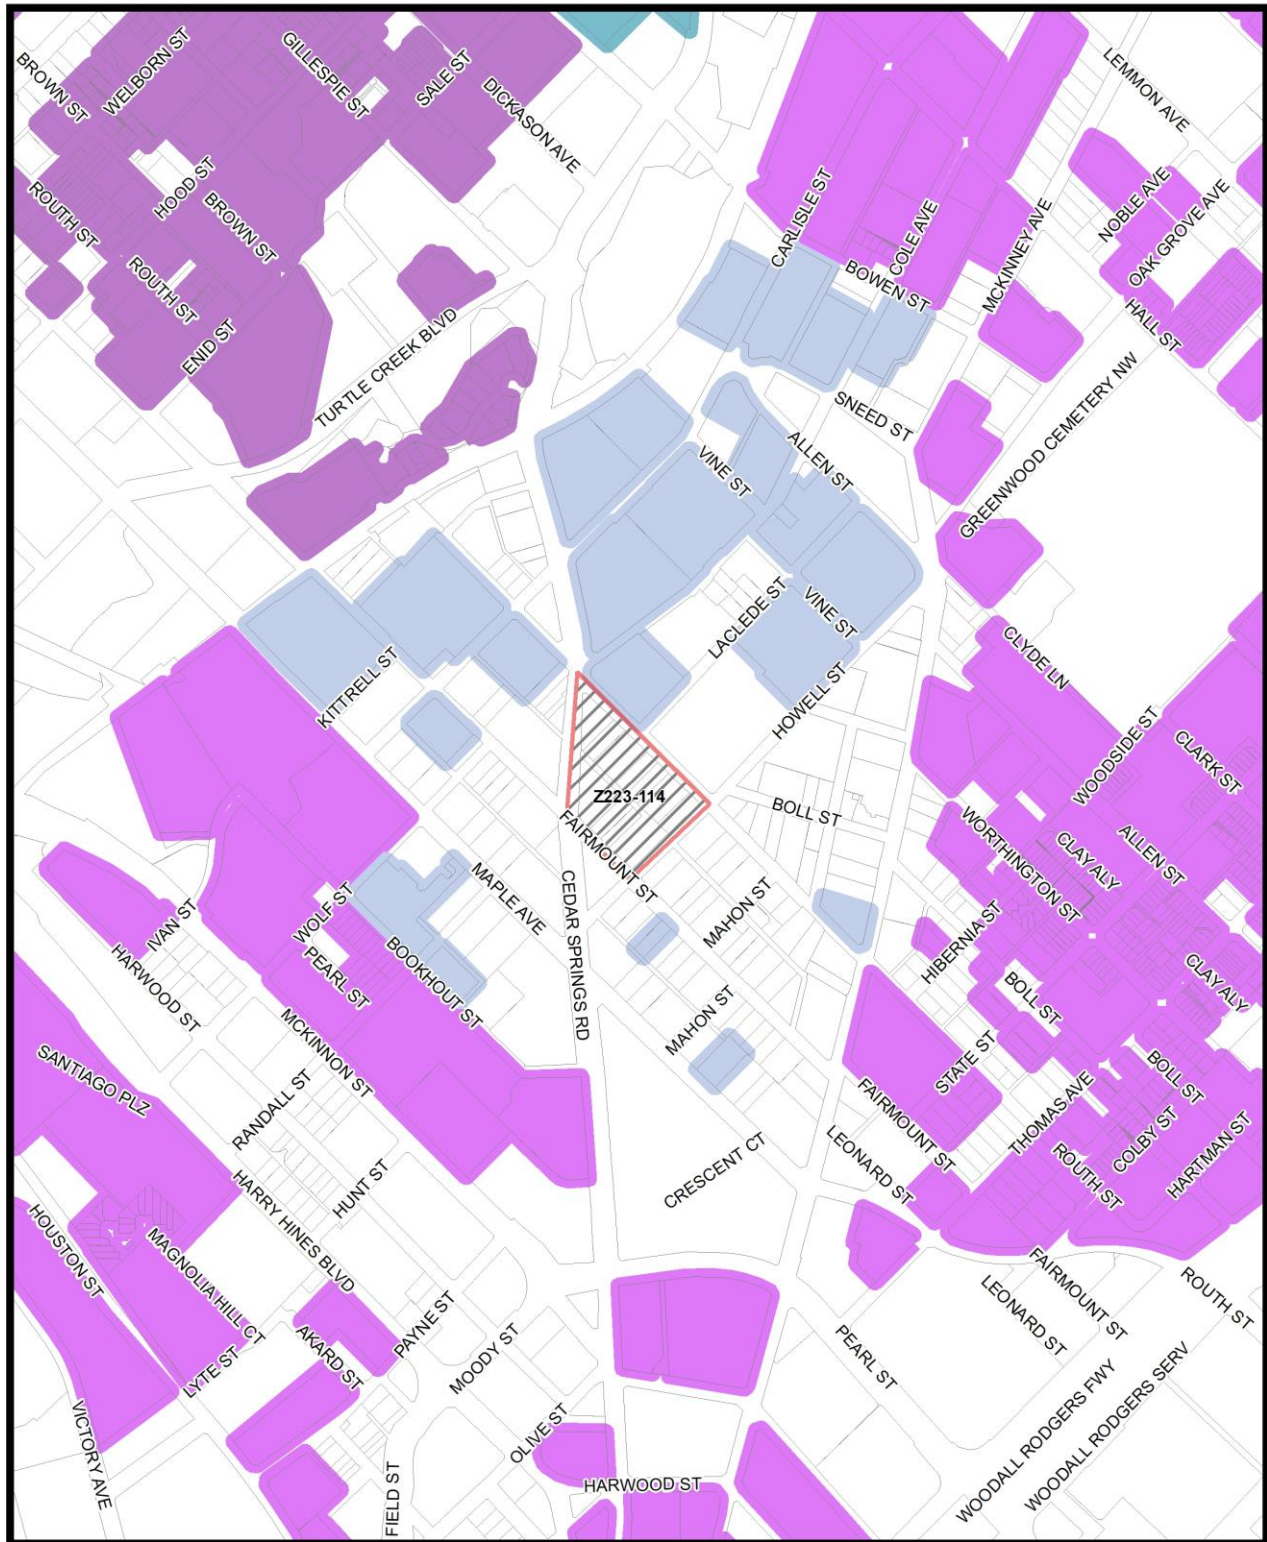 WELBORN ST
GILLESPIE ST
SALE ST
BROWN ST
DICKASON AVE
LEMMON AVE
HOOD ST
ROUTH ST
BROWN ST
CARLISLE ST
COLE AVE
NOBLE AVE
OAK GROVE AVE
MCKINNEY AVE
BOWEN ST
ROUTH ST
HALL ST
ENID ST
TURTLE CREEK BLVD
SNEED ST
GREENWOOD CEMETERY NW
ALLEN ST
VINE ST
LACLEDE ST
VINE ST
CLYDE LN
KITTRELL ST
HOWELL ST
WOODSIDE ST
CLARK ST
Z223-114
BOLL ST
FAIRMOUNT ST
WORTHINGTON ST
CLAY ALY
ALLEN ST
MAPLE AVE
CEDAR SPRINGS RD
MAHON ST
WOLF ST
IVAN ST
HARWOOD ST
PEARL ST
BOOKHOUT ST
HIBERNIA ST
CLAY ALY
BOLL ST
MAHON ST
MCKINNON ST
SANTIAGO PLZ
STATE ST
BOLL ST
RANDALL ST
THOMAS AVE
COLBY ST
FAIRMOUNT ST
HARTMAN ST
ROUTH ST
LEONARD ST
CRESCENT CT
HUNT ST
HARRY HINES BLVD
HOUSTON ST
MAGNOLIA HILL CT
FAIRMOUNT ST
LEONARD ST
ROUTH ST
PAYNE ST
AKARD ST
LYTE ST
MOODY ST
PEARL ST
VICTORY AVE
OLIVE ST
WOODALL RODGERS FWY
WOODALL RODGERS SERV
FIELD ST
HARWOOD ST